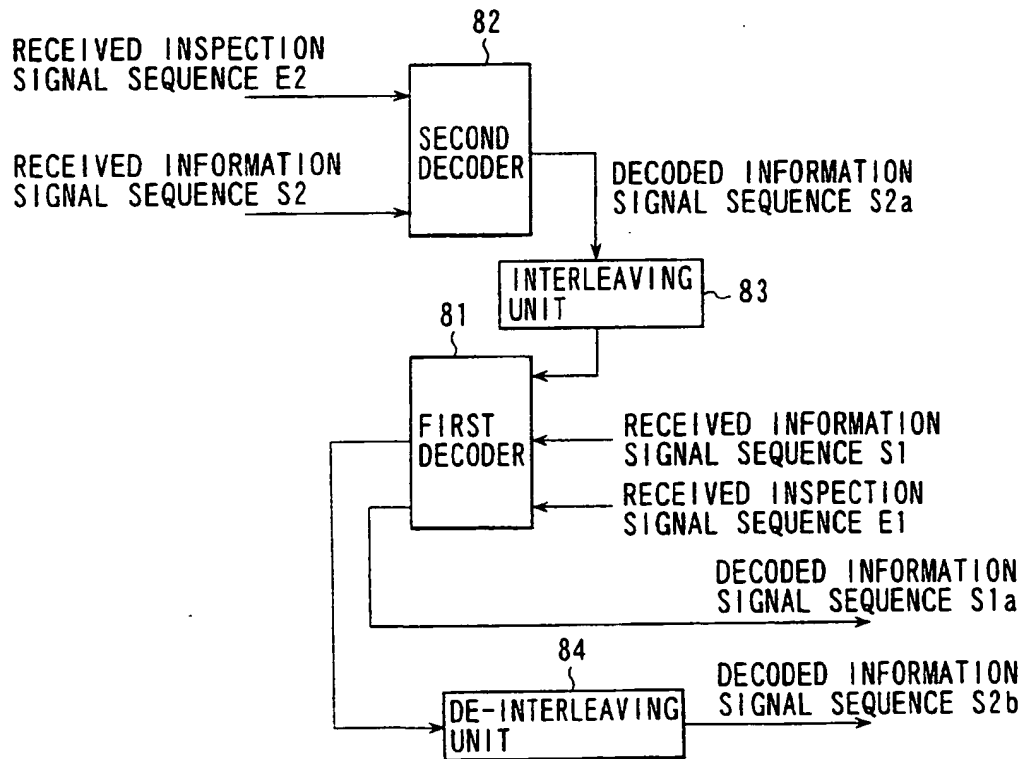 82
RECEIVED INSPECTION
SIGNAL SEQUENCE E2
SECOND
DECODER
RECEIVED INFORMATION
SIGNAL SEQUENCE S2
DECODED INFORMATION
SIGNAL SEQUENCE S2a
INTERLEAVING
UNIT
83
81
FIRST
DECODER
RECEIVED INFORMATION
SIGNAL SEQUENCE S1
RECEIVED INSPECTION
SIGNAL SEQUENCE E1
DECODED INFORMATION
SIGNAL SEQUENCE S1a
84
DE-INTERLEAVING
UNIT
DECODED INFORMATION
SIGNAL SEQUENCE S2b